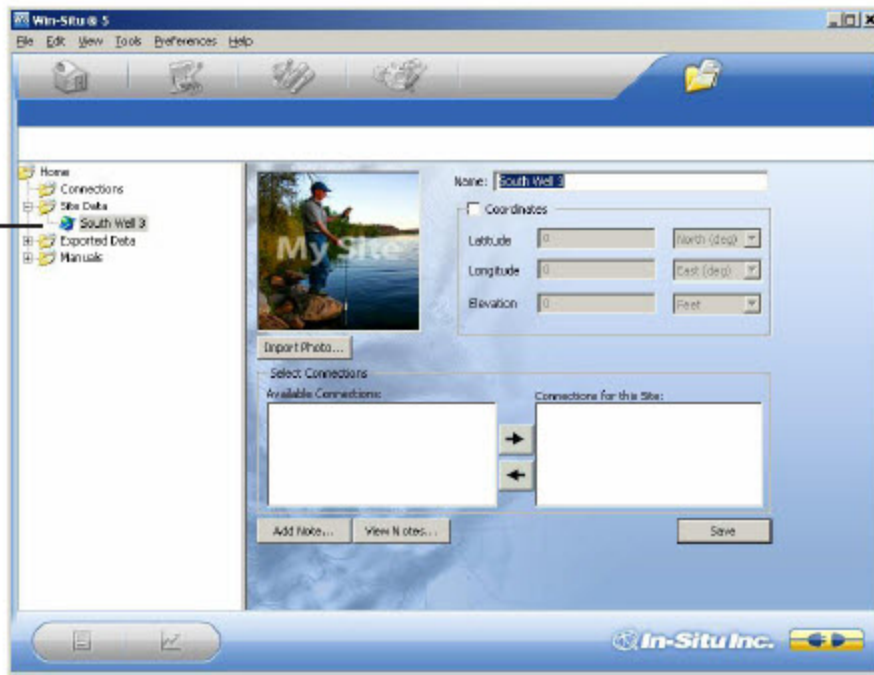 Win-Situ ® 5
File Edit View Tools Preferences Help
Home
Connections
Site Data
South Well 3
Exported Data
Manuals
My Site
Import Photo...
Name: South Well 3
Coordinates
Latitude 0 North (deg)
Longitude 0 East (deg)
Elevation 0 Feet
Select Connections
Available Connections:
Connections for this Site:
Add Note... View Notes... Save
In-Situ Inc.